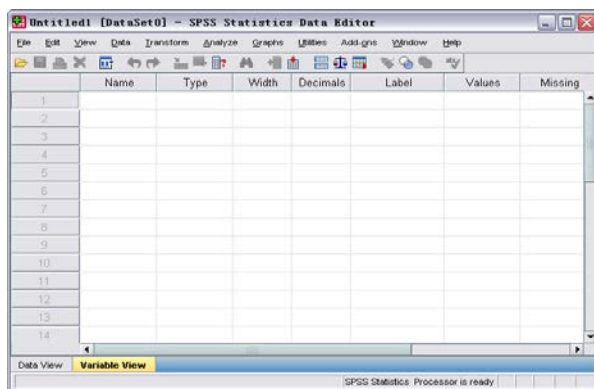 Untitled1 [DataSet0] - SPSS Statistics Data Editor
File Edit View Data Transform Analyze Graphs Utilities Add-ons Window Help
Name Type Width Decimals Label Values Missing
1
2
3
4
5
6
7
8
9
10
11
12
13
14
Data View Variable View
SPSS Statistics Processor is ready